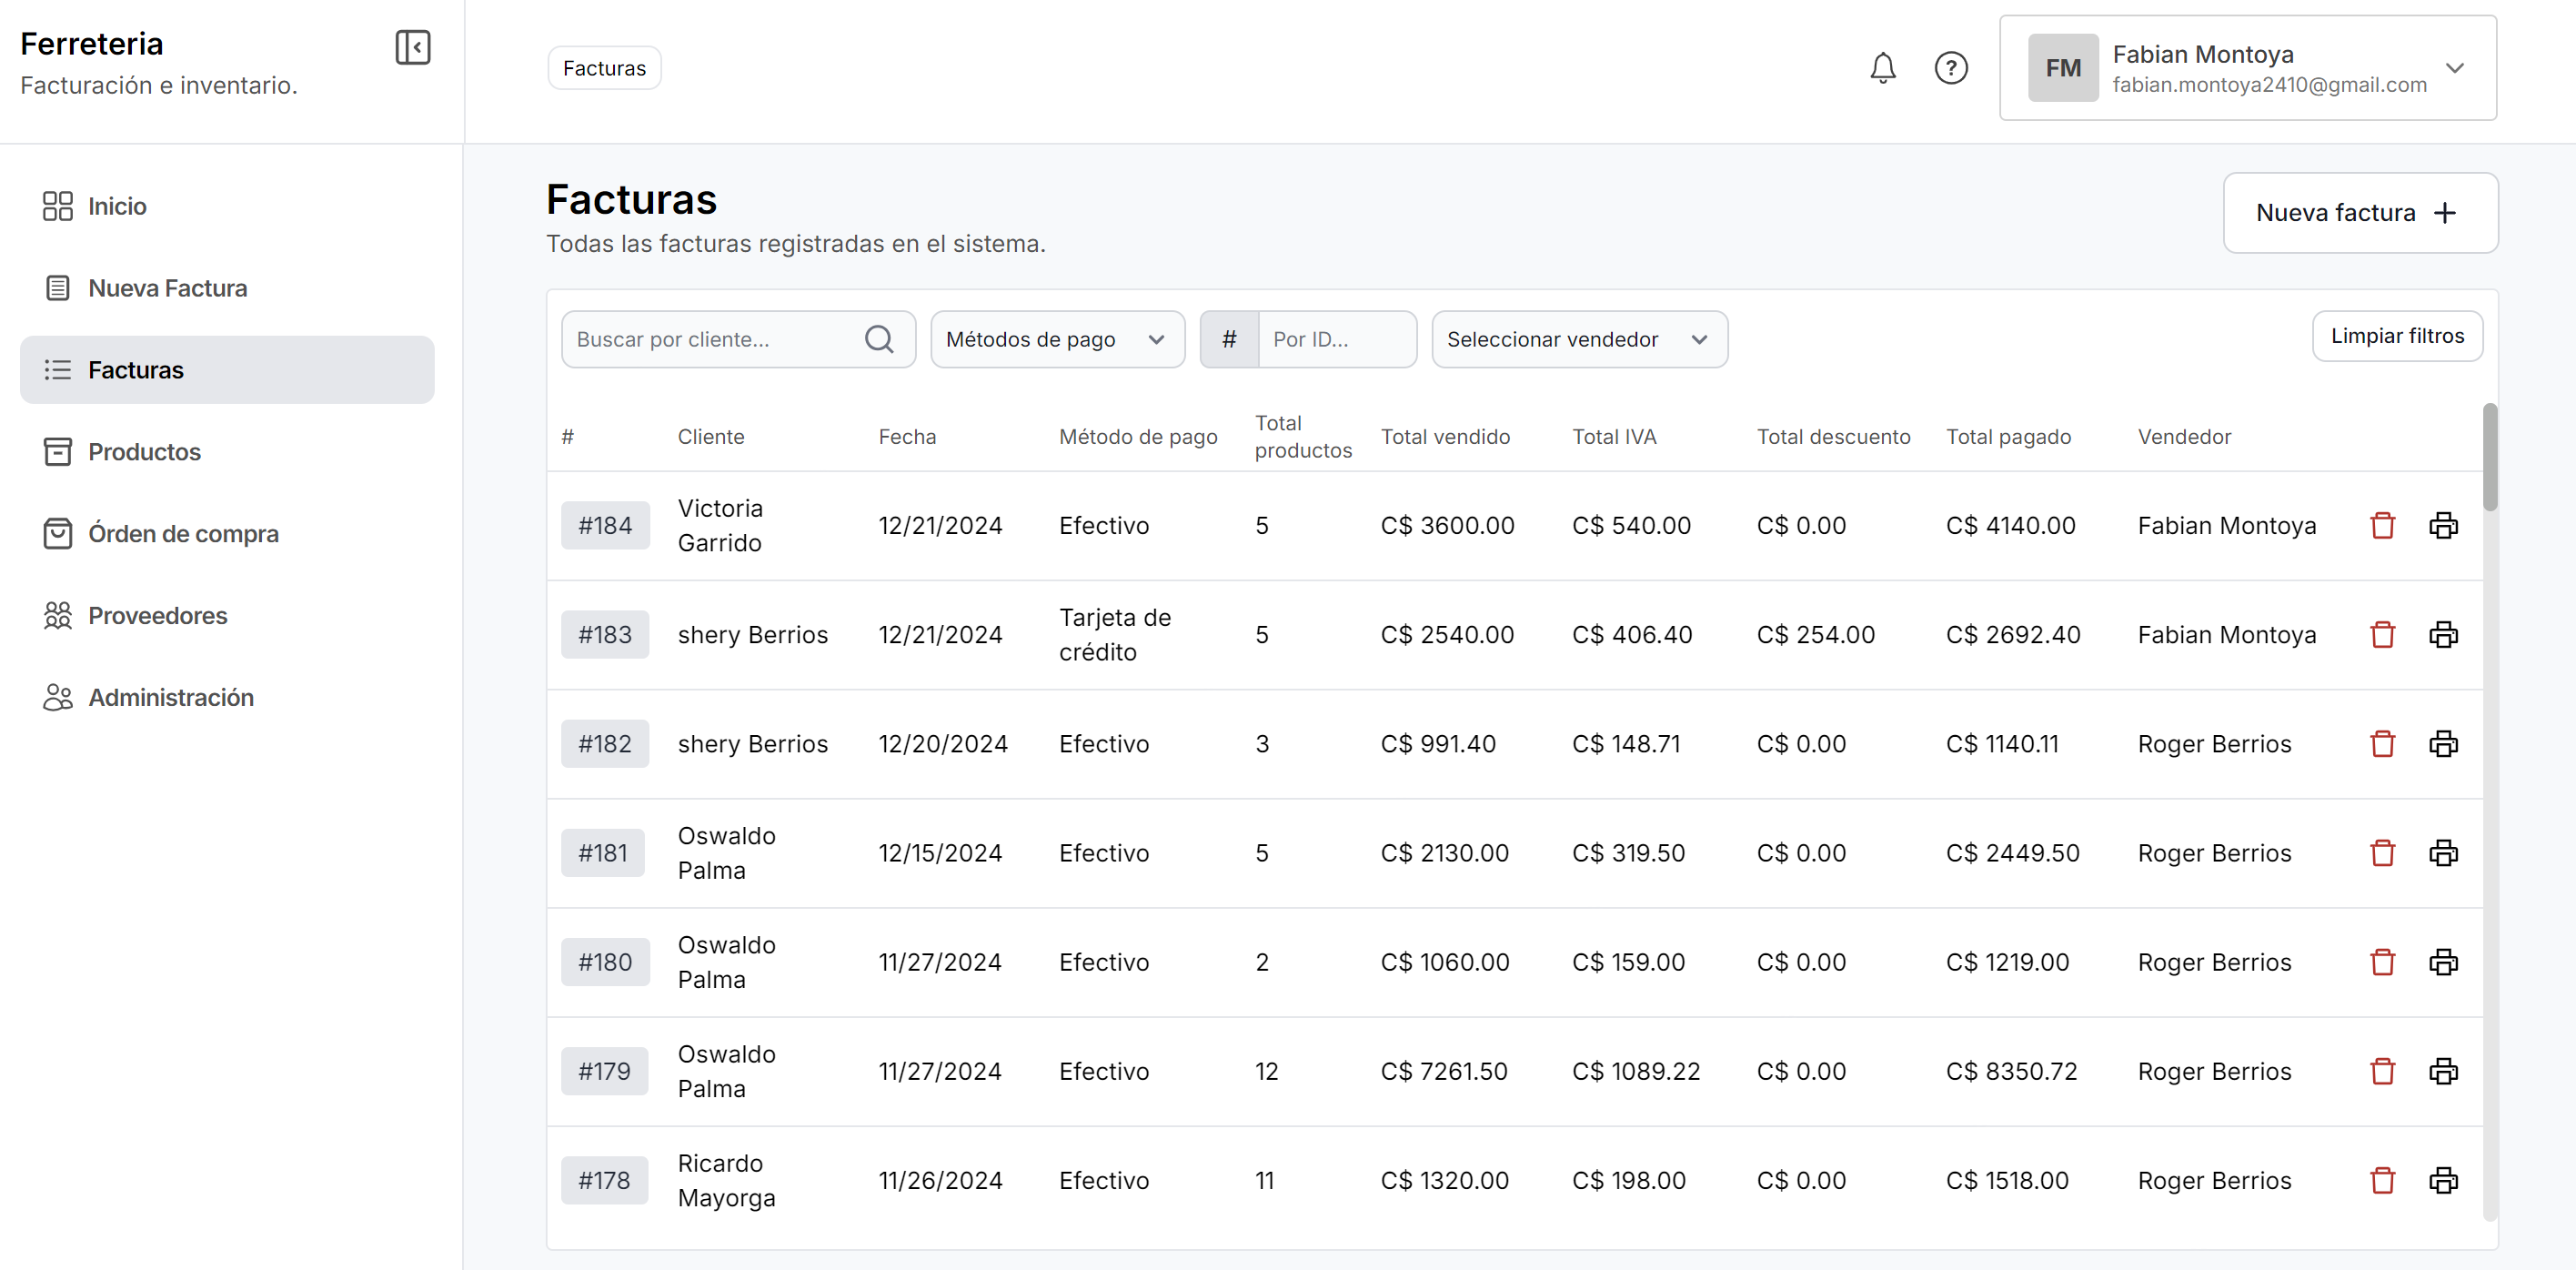 Ferreteria
Facturación e inventario.
Inicio
Nueva Factura
Facturas
Productos
Órden de compra
Proveedores
Administración
Facturas
?
FM
Fabian Montoya
fabian.montoya2410@gmail.com
Facturas
Todas las facturas registradas en el sistema.
Nueva factura +
Buscar por cliente...
Métodos de pago
# Por ID...
Seleccionar vendedor
Limpiar filtros
# Cliente Fecha Método de pago Total productos Total vendido Total IVA Total descuento Total pagado Vendedor
#184 Victoria Garrido 12/21/2024 Efectivo 5 C$ 3600.00 C$ 540.00 C$ 0.00 C$ 4140.00 Fabian Montoya
#183 shery Berrios 12/21/2024 Tarjeta de crédito 5 C$ 2540.00 C$ 406.40 C$ 254.00 C$ 2692.40 Fabian Montoya
#182 shery Berrios 12/20/2024 Efectivo 3 C$ 991.40 C$ 148.71 C$ 0.00 C$ 1140.11 Roger Berrios
#181 Oswaldo Palma 12/15/2024 Efectivo 5 C$ 2130.00 C$ 319.50 C$ 0.00 C$ 2449.50 Roger Berrios
#180 Oswaldo Palma 11/27/2024 Efectivo 2 C$ 1060.00 C$ 159.00 C$ 0.00 C$ 1219.00 Roger Berrios
#179 Oswaldo Palma 11/27/2024 Efectivo 12 C$ 7261.50 C$ 1089.22 C$ 0.00 C$ 8350.72 Roger Berrios
#178 Ricardo Mayorga 11/26/2024 Efectivo 11 C$ 1320.00 C$ 198.00 C$ 0.00 C$ 1518.00 Roger Berrios